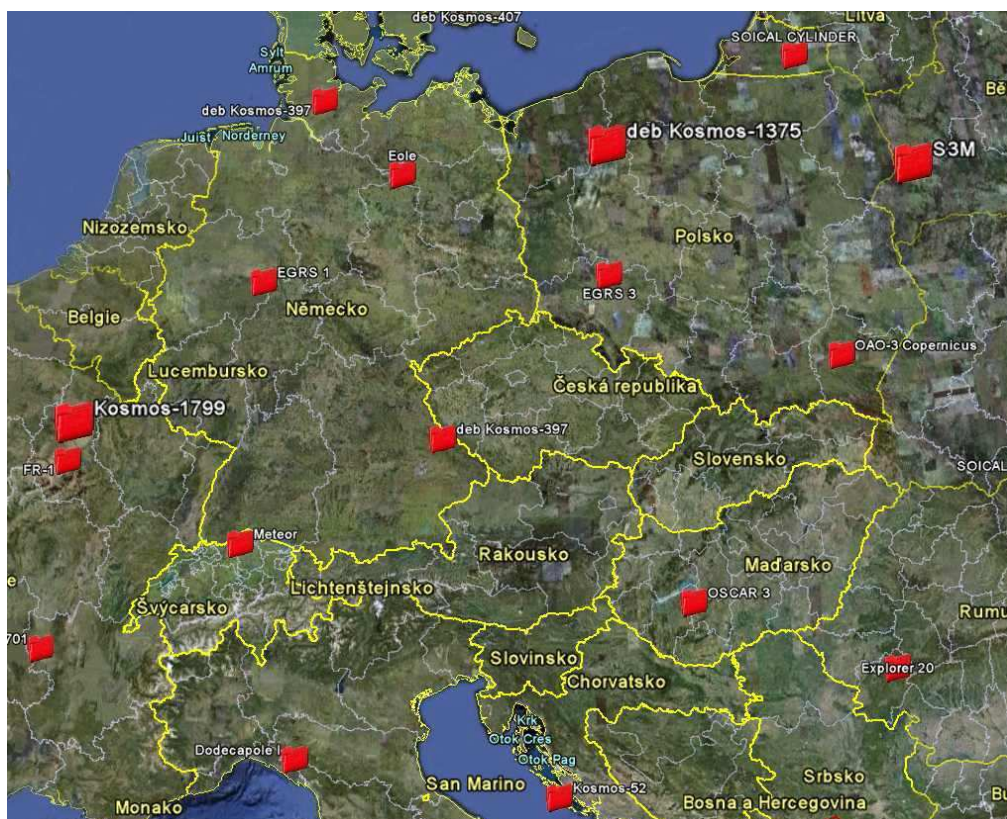 deb Kosmos-407
Litva
SOICAL CYLINDER
Sylt
Amrum
Bě
deb Kosmos-397
Juist
Norderney
deb Kosmos-1375
S3M
Eole
Nizozemsko
Polsko
EGRS 1
EGRS 3
Německo
Belgie
OAO-3 Copernicus
Lucembursko
Česká republika
Kosmos-1799
deb Kosmos-397
Slovensko
FR-1
SOICAL
Meteor
Rakousko
Maďarsko
e
Lichtenštejnsko
OSCAR 3
Švýcarsko
Rumu
701
Slovinsko
Explorer 20
Chorvatsko
Krk
Otok Cres
Dodecapole I
Otok Pag
San Marino
Srbsko
Kosmos-52
Monako
Bosna a Hercegovina
Bu